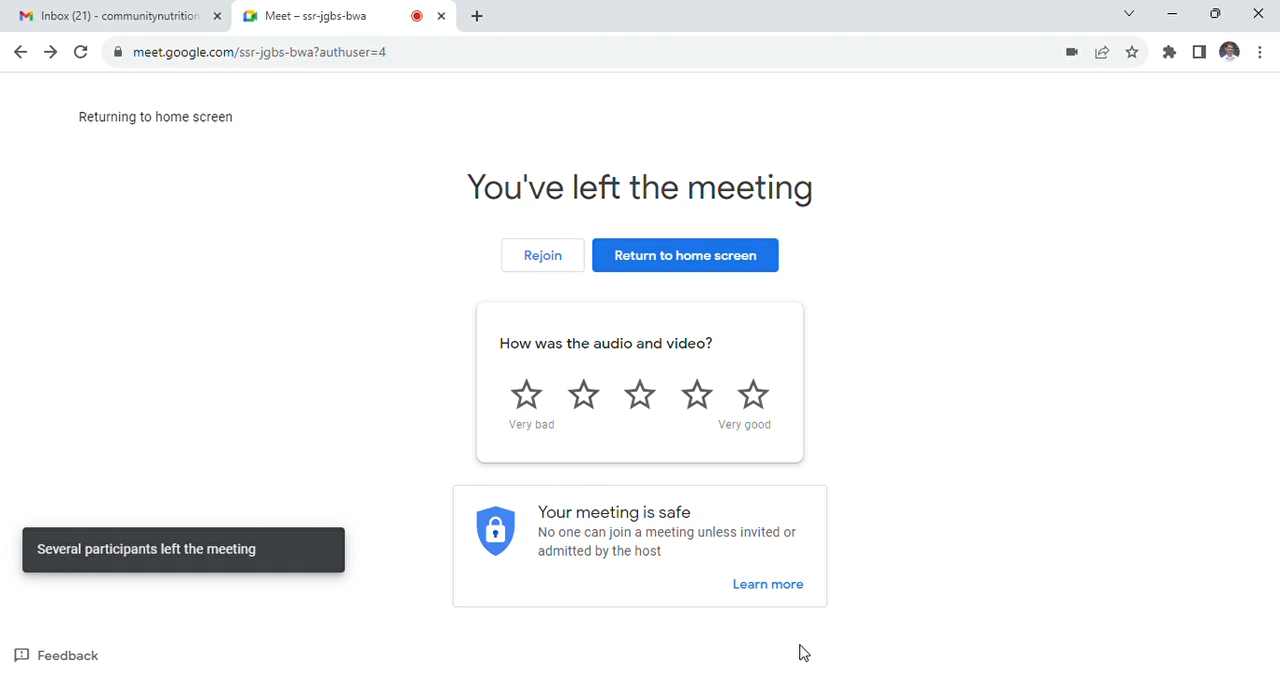 Inbox (21) - communitynutrition
Meet – ssr-jgbs-bwa
meet.google.com/ssr-jgbs-bwa?authuser=4
Returning to home screen
You've left the meeting
Rejoin
Return to home screen
How was the audio and video?
Very bad
Very good
Your meeting is safe
No one can join a meeting unless invited or
admitted by the host
Learn more
Several participants left the meeting
Feedback